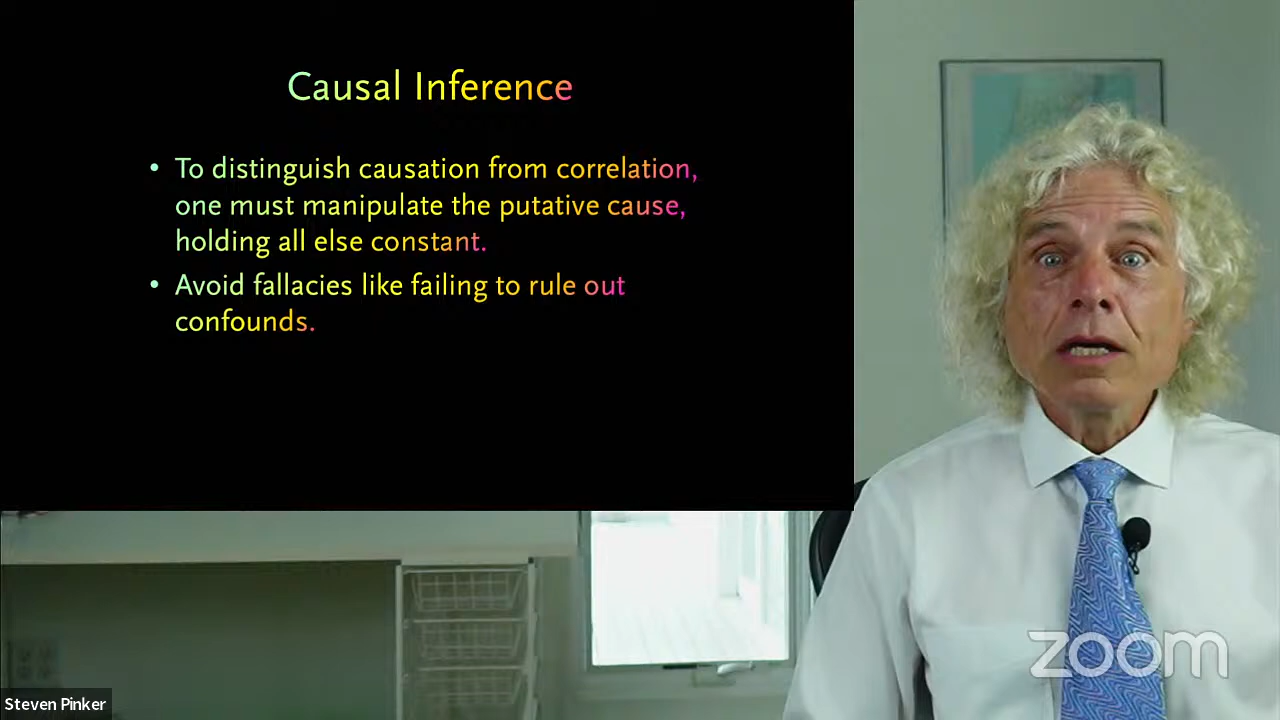 Causal Inference
• To distinguish causation from correlation,
one must manipulate the putative cause,
holding all else constant.
• Avoid fallacies like failing to rule out
confounds.
zoom
Steven Pinker